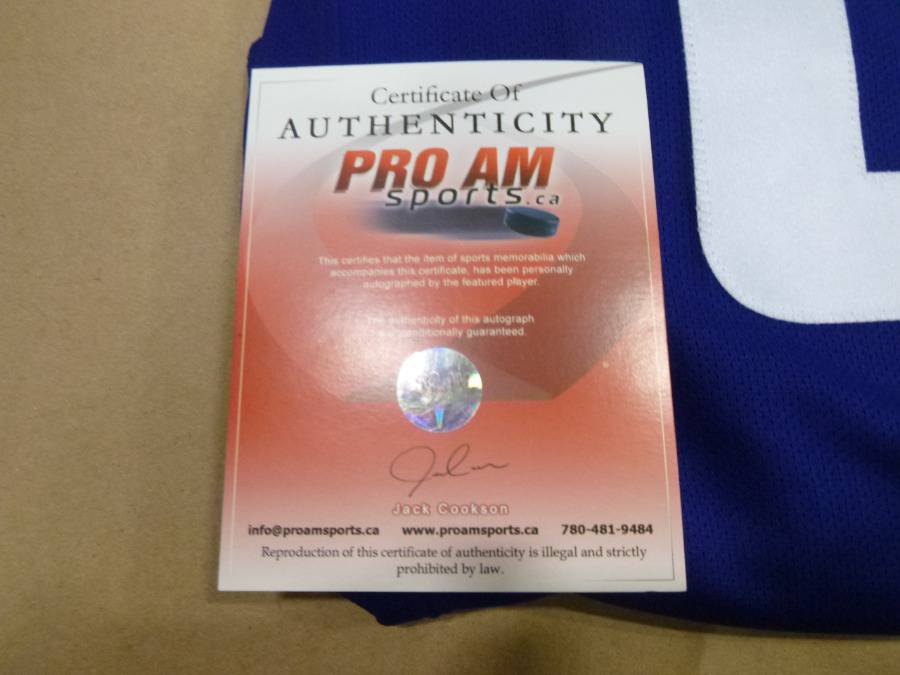 Certificate Of
AUTHENTICITY
PRO AM
sports.ca
This certifies that the item of sports memorabilia which
accompanies this certificate, has been personally
autographed by the featured player.
The authenticity of this autograph
unconditionally guaranteed.
Jack Cookson
info@proamsports.ca www.proamsports.ca 780-481-9484
Reproduction of this certificate of authenticity is illegal and strictly
prohibited by law.